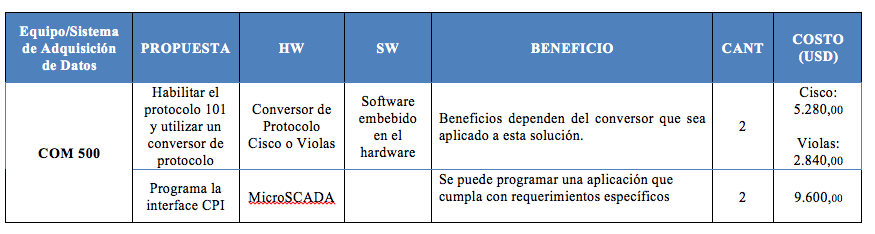 Equipo/Sistema
de Adquisición
de Datos
PROPUESTA
HW
SW
BENEFICIO
CANT
COSTO
(USD)
COM 500
Habilitar el
protocolo 101
y utilizar un
conversor de
protocolo
Conversor de
Protocolo
Cisco o Violas
Software
embebido
en el
hardware
Beneficios dependen del conversor que sea
aplicado a esta solución.
2
Cisco:
5.280,00
Violas:
2.840,00
Programa la
interface CPI
MicroSCADA
Se puede programar una aplicación que
cumpla con requerimientos específicos
2
9.600,00